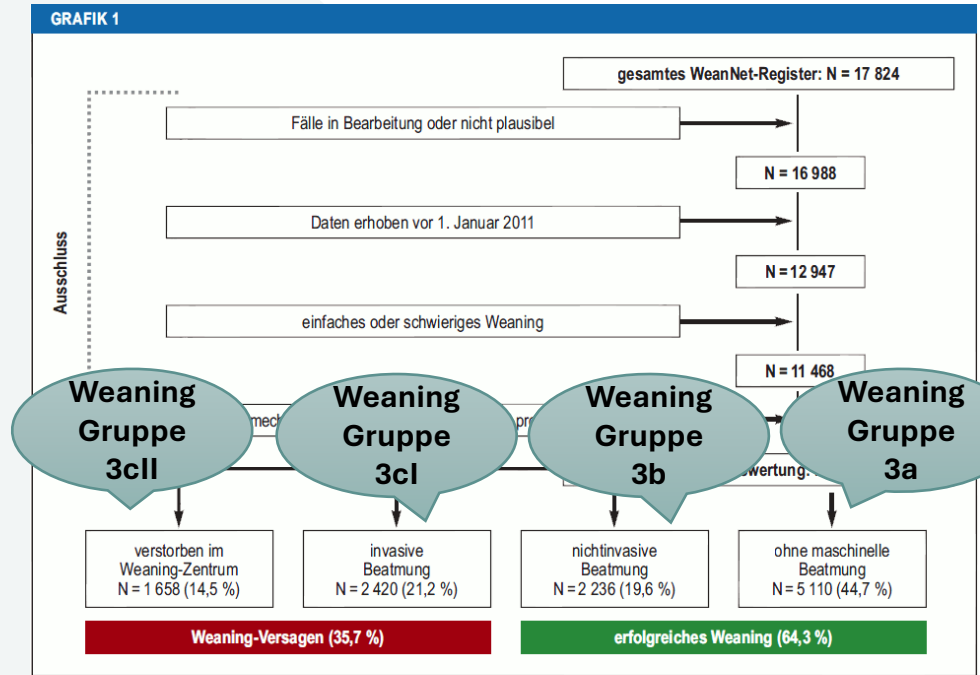 GRAFIK 1
gesamtes WeanNet-Register: N = 17 824
Fälle in Bearbeitung oder nicht plausibel
N = 16 988
Daten erhoben vor 1. Januar 2011
N = 12 947
Ausschluss
einfaches oder schwieriges Weaning
N = 11 468
Weaning
Gruppe
3cII
Weaning
Gruppe
3cI
Weaning
Gruppe
3b
Weaning
Gruppe
3a
verstorben im
Weaning-Zentrum
N = 1 658 (14,5 %)
invasive
Beatmung
N = 2 420 (21,2 %)
nichtinvasive
Beatmung
N = 2 236 (19,6 %)
ohne maschinelle
Beatmung
N = 5 110 (44,7 %)
Weaning-Versagen (35,7 %)
erfolgreiches Weaning (64,3 %)